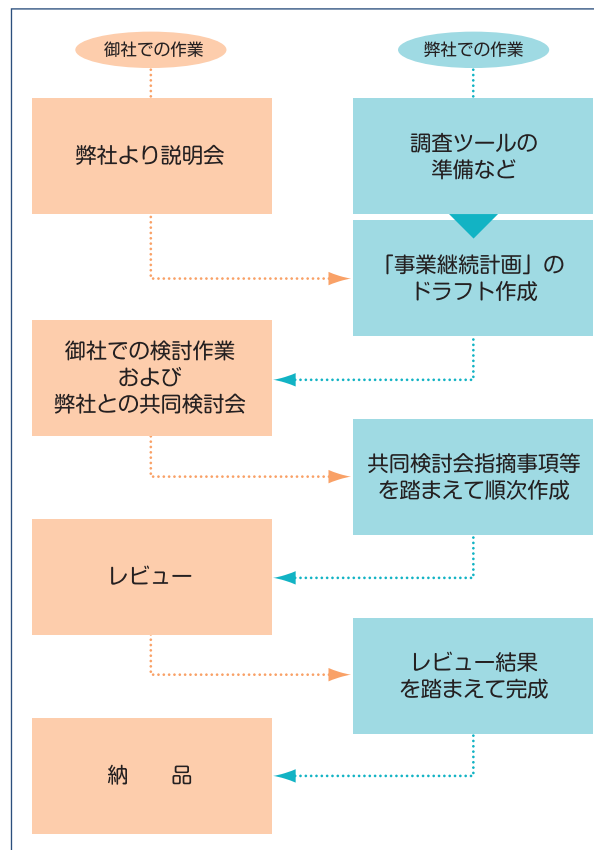 御社での作業
弊社での作業
弊社より説明会
調査ツールの
準備など
「事業継続計画」の
ドラフト作成
御社での検討作業
および
弊社との共同検討会
共同検討会指摘事項等
を踏まえて順次作成
レビュー
レビュー結果
を踏まえて完成
納　　品